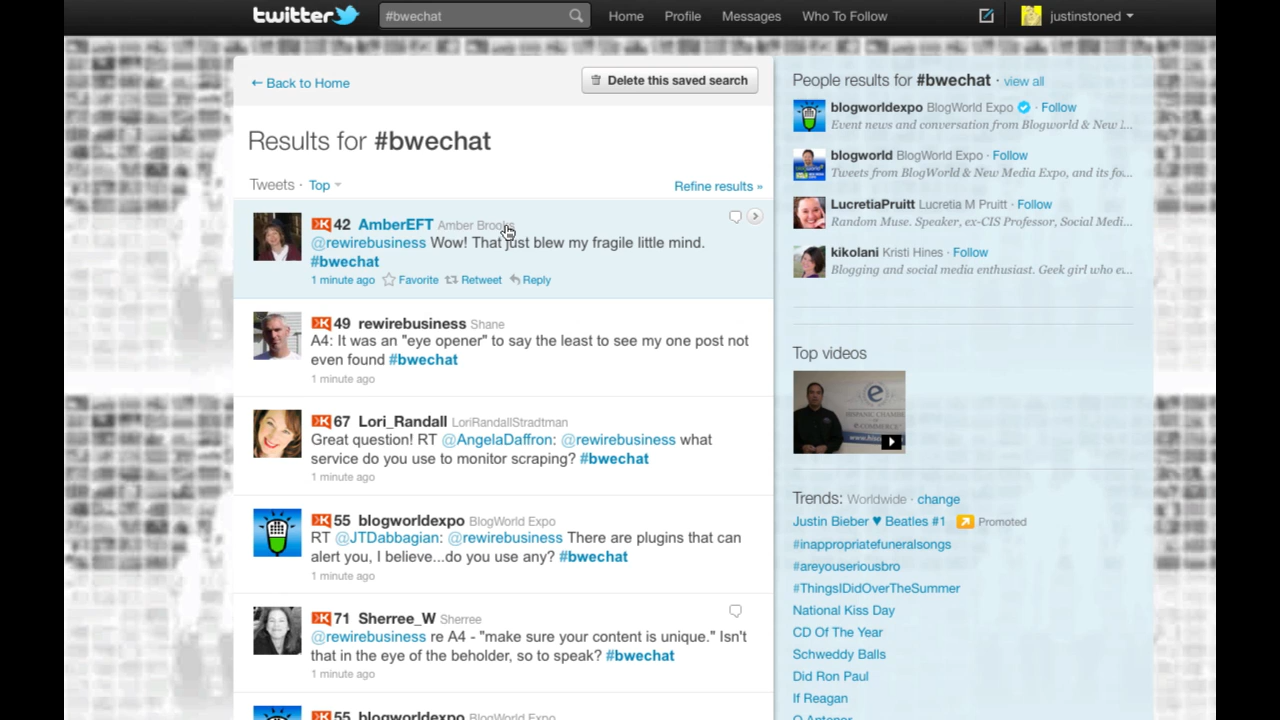 twitter
#bwechat
Home
Profile
Messages
Who To Follow
justinstoned
← Back to Home
Delete this saved search
Results for #bwechat
Tweets · Top
Refine results »
42 AmberEFT Amber Brooks
@rewirebusiness Wow! That just blew my fragile little mind.
#bwechat
1 minute ago Favorite Retweet Reply
49 rewirebusiness Shane
A4: It was an "eye opener" to say the least to see my one post not
even found #bwechat
1 minute ago
67 Lori_Randall LoriRandallStradtman
Great question! RT @AngelaDaffron: @rewirebusiness what
service do you use to monitor scraping? #bwechat
1 minute ago
55 blogworldexpo BlogWorld Expo
RT @JTDabbagian: @rewirebusiness There are plugins that can
alert you, I believe...do you use any? #bwechat
1 minute ago
71 Sherree_W Sherree
@rewirebusiness re A4 - "make sure your content is unique." Isn't
that in the eye of the beholder, so to speak? #bwechat
1 minute ago
55 blogworldexpo BlogWorld Expo
People results for #bwechat · view all
blogworldexpo BlogWorld Expo · Follow
Event news and conversation from Blogworld & New ...
blogworld BlogWorld Expo · Follow
Tweets from BlogWorld & New Media Expo, and its fo...
LucretiaPruitt Lucretia M Pruitt · Follow
Random Muse. Speaker, ex-CIS Professor, Social Medi...
kikolani Kristi Hines · Follow
Blogging and social media enthusiast. Geek girl who e...
Top videos
HISPANIC CHAMBER
Trends: Worldwide · change
Justin Bieber ♥ Beatles #1 Promoted
#inappropriatefuneralsongs
#areyouseriousbro
#ThingsIDidOverTheSummer
National Kiss Day
CD Of The Year
Schweddy Balls
Did Ron Paul
If Reagan